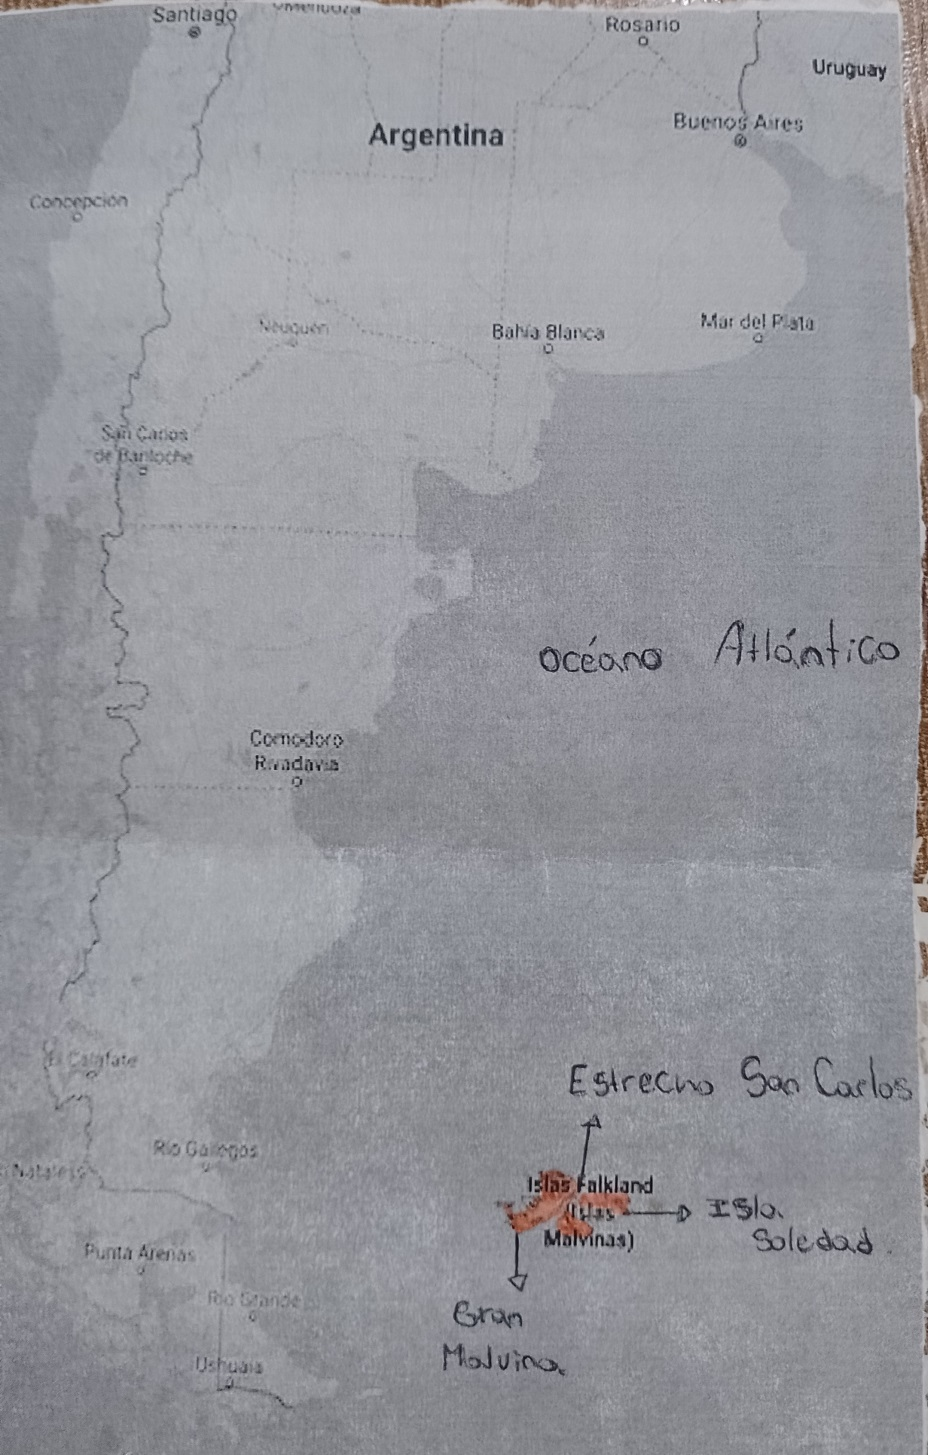 Santiago
Mendoza
Rosario
Uruguay
Buenos Aires
Argentina
Concepción
Neuquén
Bahía Blanca
Mar del Plata
San Carlos
de Bariloche
océano Atlántico
Comodoro
Rivadavia
El Calafate
Estrecho San Carlos
Río Gallegos
Natales
Islas Falkland
(Islas
Malvinas)
Isla
Soledad
Punta Arenas
Río Grande
Gran
Malvina
Ushuaia